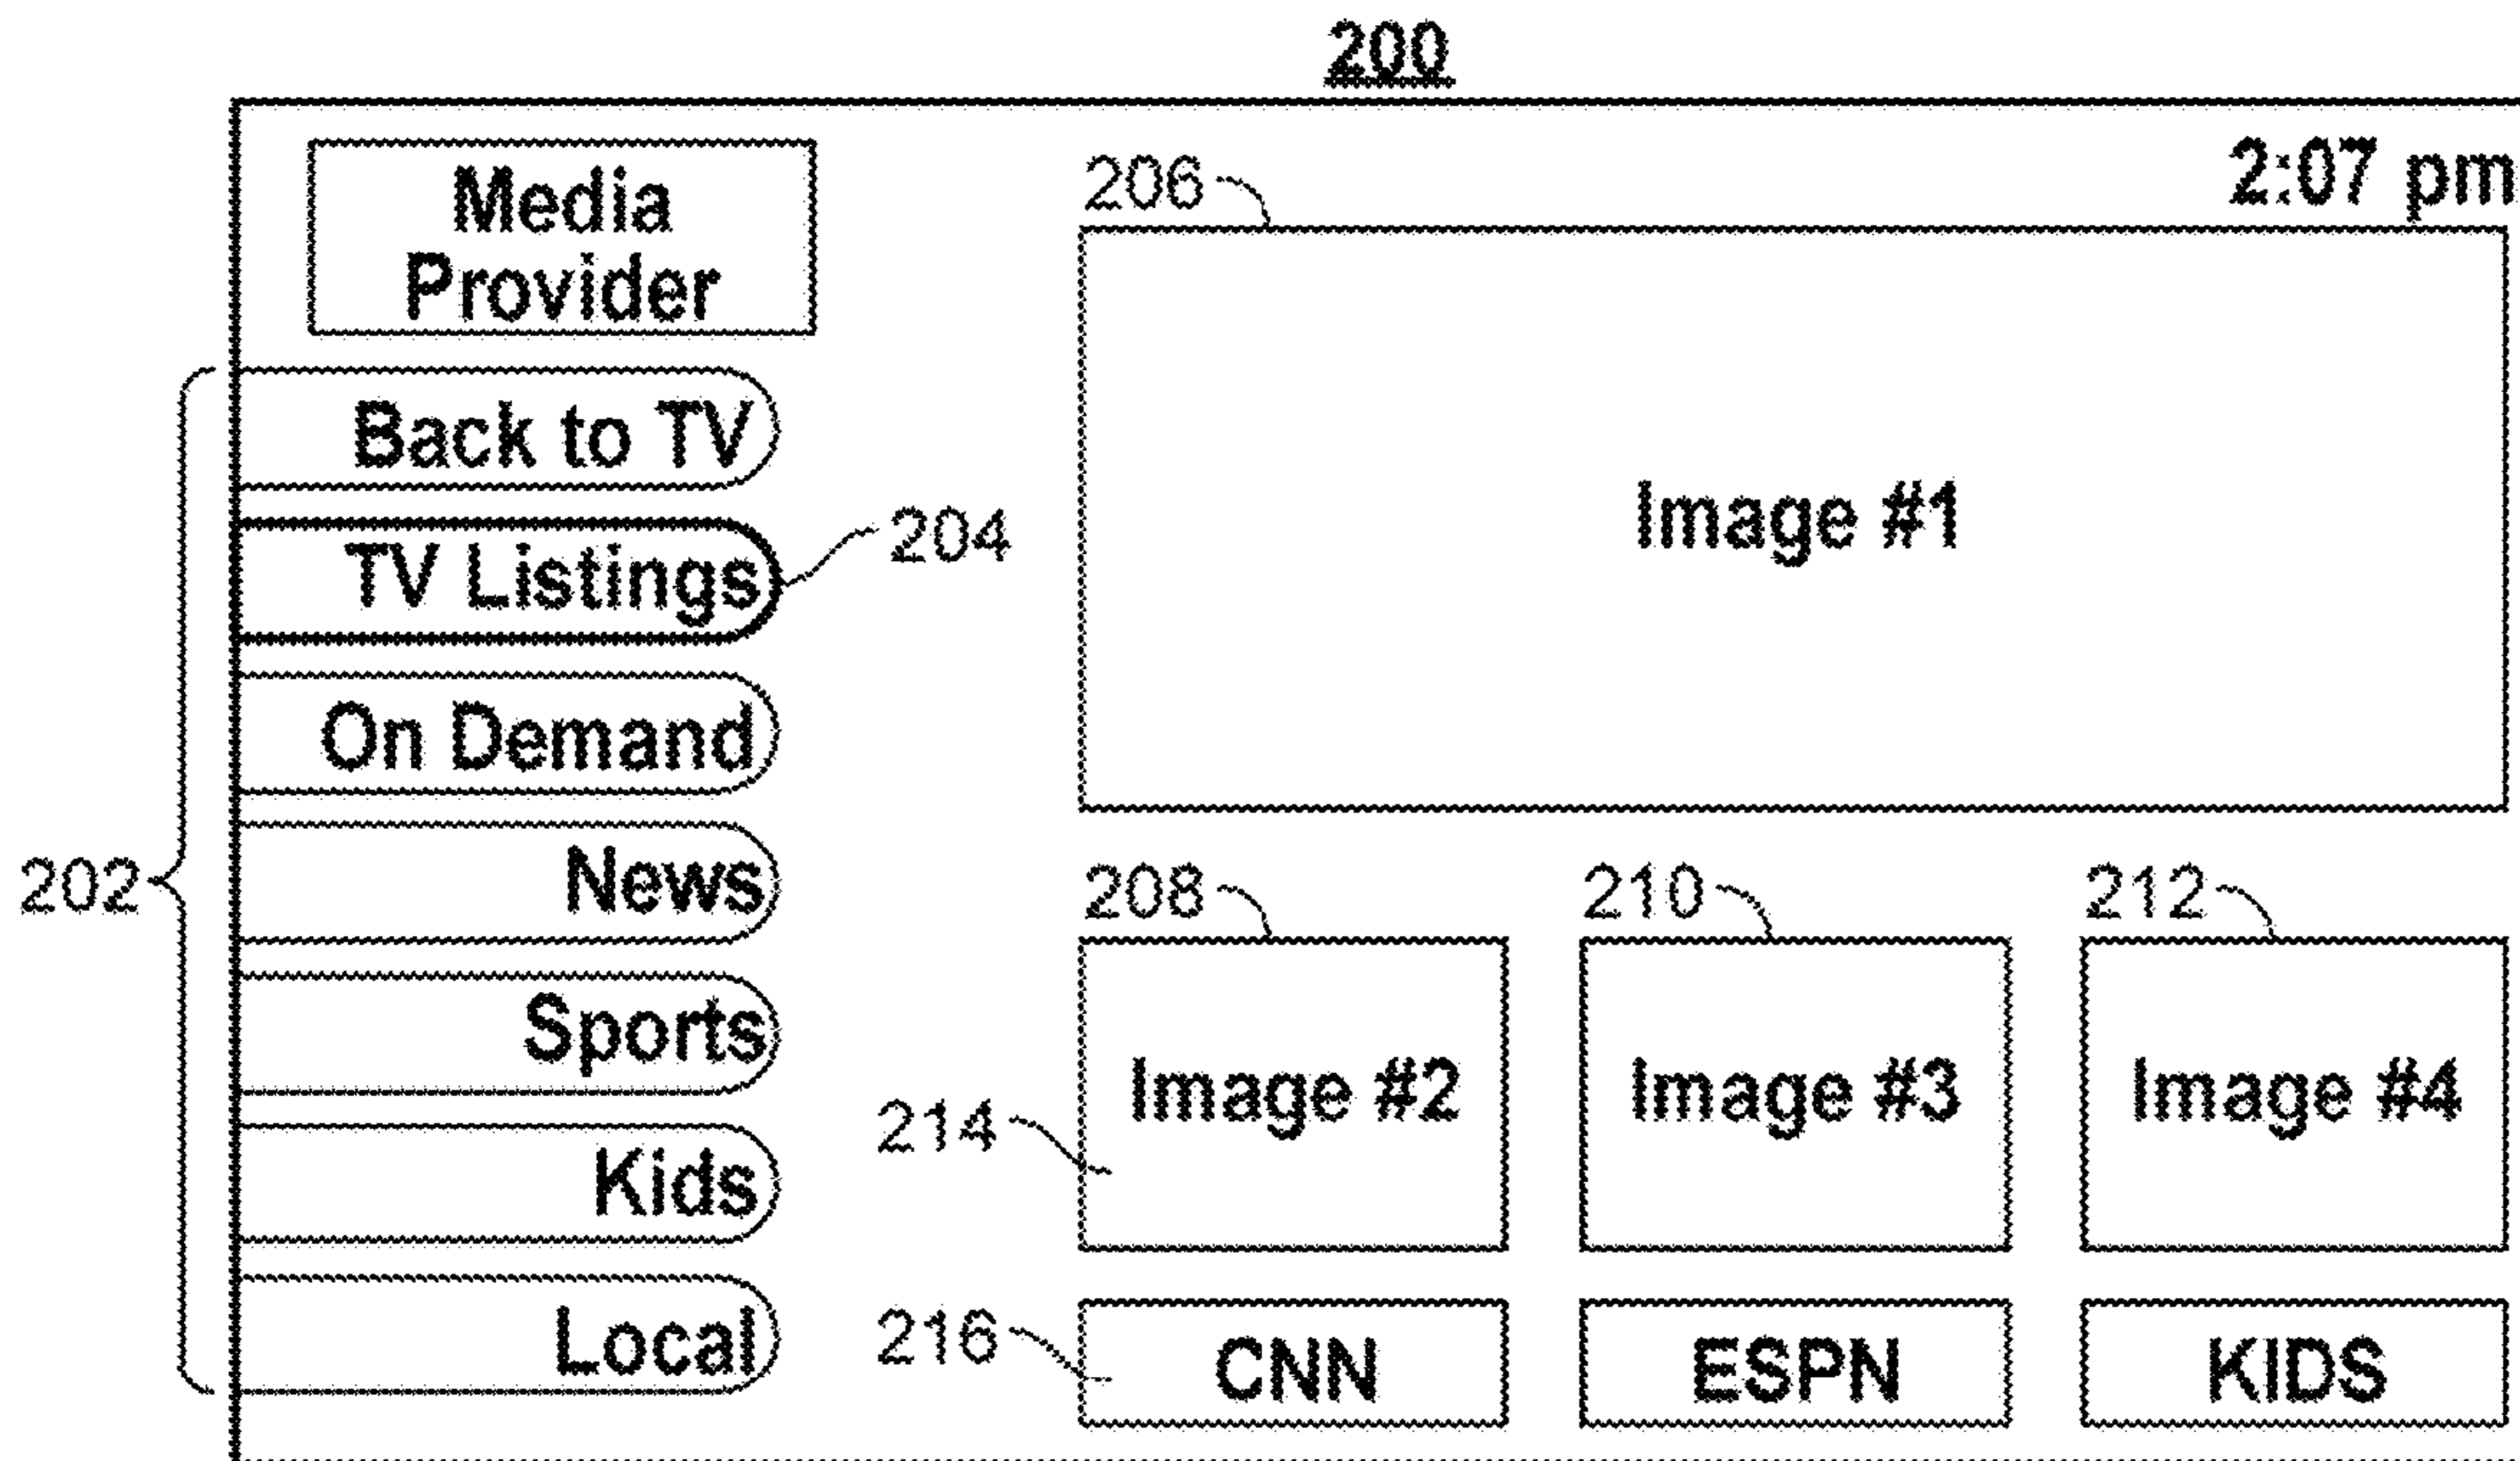 200
Media
Provider
2:07 pm
206
Image #1
202
Back to TV
TV Listings
204
On Demand
News
Sports
Kids
Local
208
210
212
Image #2
Image #3
Image #4
214
216
CNN
ESPN
KIDS